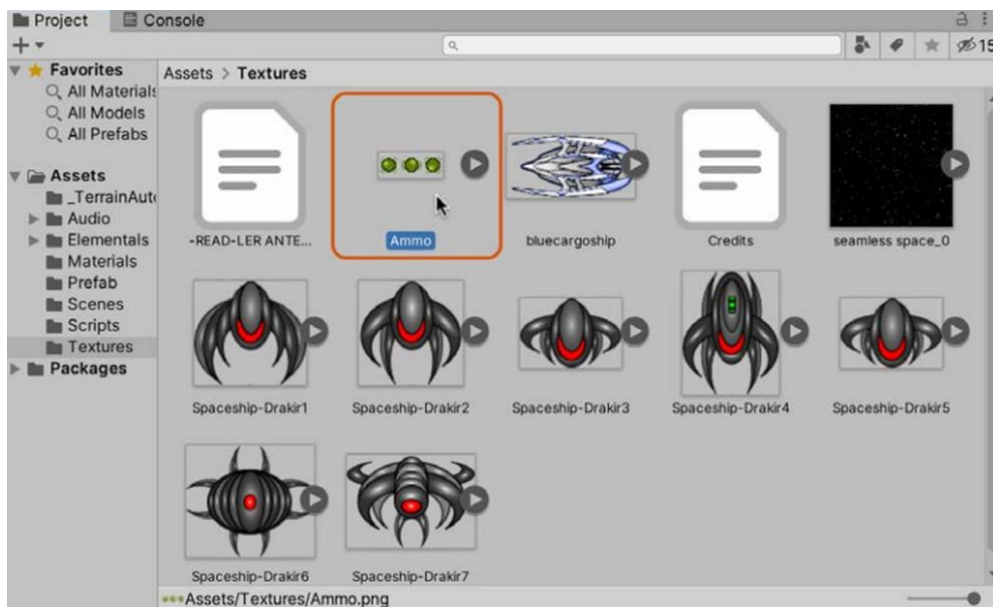 Project
Console
15
Favorites
All Materials
All Models
All Prefabs
Assets
_TerrainAuto
Audio
Elementals
Materials
Prefab
Scenes
Scripts
Textures
Packages
Assets > Textures
-READ-LER ANTE...
Ammo
bluecargoship
Credits
seamless space_0
Spaceship-Drakir1
Spaceship-Drakir2
Spaceship-Drakir3
Spaceship-Drakir4
Spaceship-Drakir5
Spaceship-Drakir6
Spaceship-Drakir7
Assets/Textures/Ammo.png